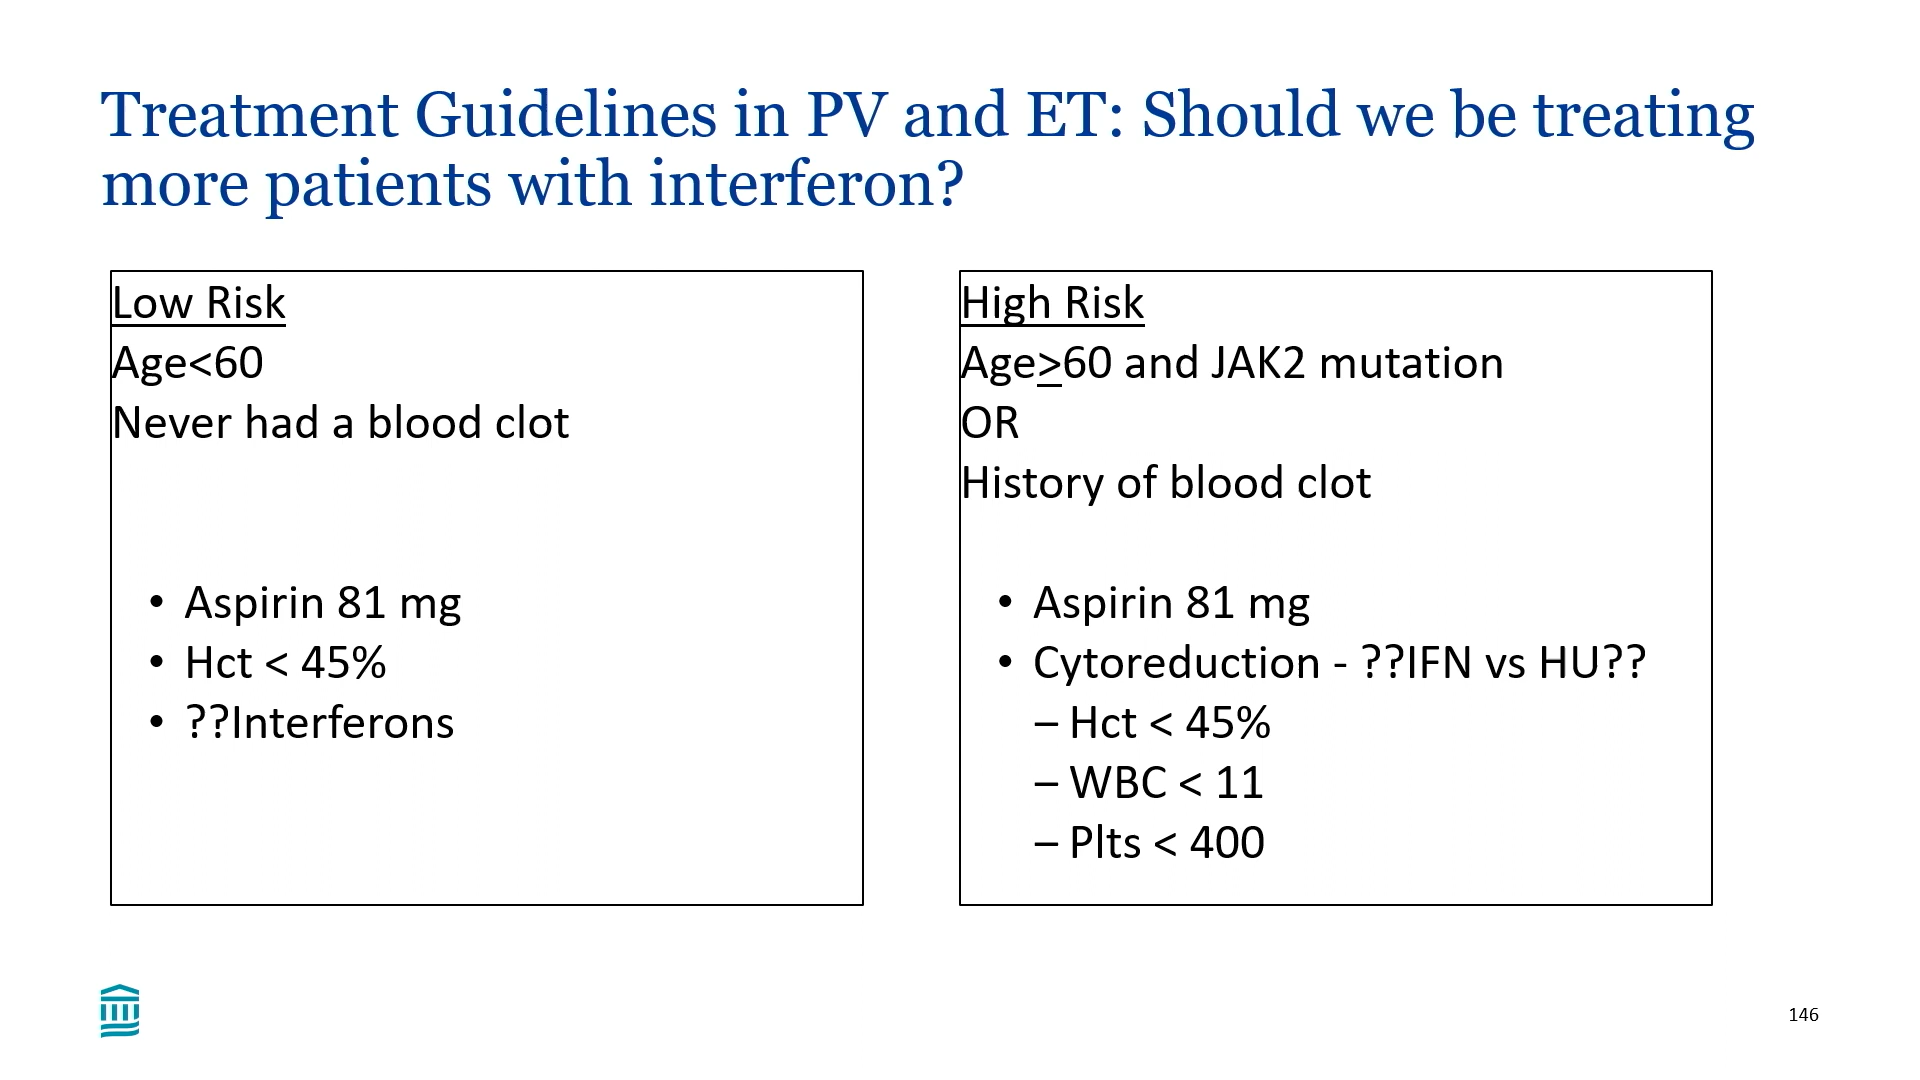 Treatment Guidelines in PV and ET: Should we be treating
more patients with interferon?
Low Risk
Age<60
Never had a blood clot
• Aspirin 81 mg
• Hct < 45%
• ??Interferons
High Risk
Age>60 and JAK2 mutation
OR
History of blood clot
• Aspirin 81 mg
• Cytoreduction - ??IFN vs HU??
– Hct < 45%
– WBC < 11
– Plts < 400
146